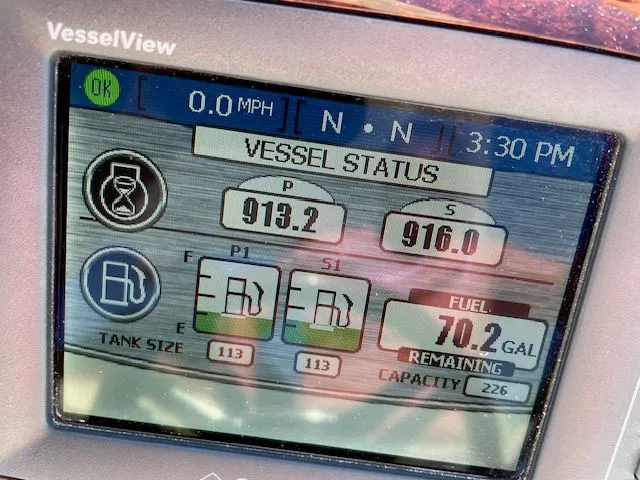 VesselView
OK 0.0 MPH N • N 3:30 PM
VESSEL STATUS
P S
913.2 916.0
P1 S1
F
E
FUEL
70.2 GAL
REMAINING
TANK SIZE 113 113
CAPACITY 226